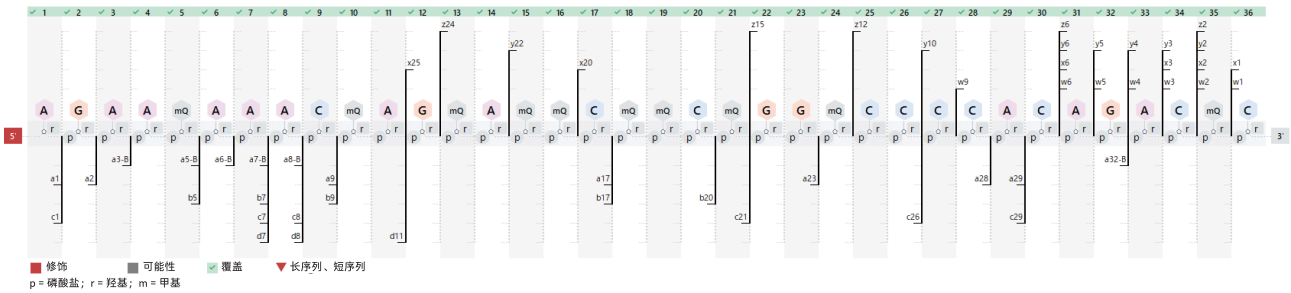 1 2 3 4 5 6 7 8 9 10 11 12 13 14 15 16 17 18 19 20 21 22 23 24 25 26 27 28 29 30 31 32 33 34 35 36
z24 z15 z12 z6 z2
y22 y10 y6 y5 y4 y3 y2
x25 x20 x6 x3 x2 x1
w9 w6 w5 w4 w3 w2 w1
A G A A mQ A A A C mQ A G mQ A mQ mQ C mQ mQ C mQ G G mQ C C C C A C A G A C mQ C
r r r r r r r r r r r r r r r r r r r r r r r r r r r r r r r r r r r r
5' p p p p p p p p p p p p p p p p p p p p p p p p p p p p p p p p p p p 3'
a3-B a5-B a6-B a7-B a8-B a32-B
a1 a2 a9 a17 a23 a28 a29
b5 b7 b9 b17 b20
c1 c7 c8 c21 c26 c29
d7 d8 d11
修饰 可能性 覆盖 长序列、短序列
p = 磷酸盐；r = 羟基；m = 甲基